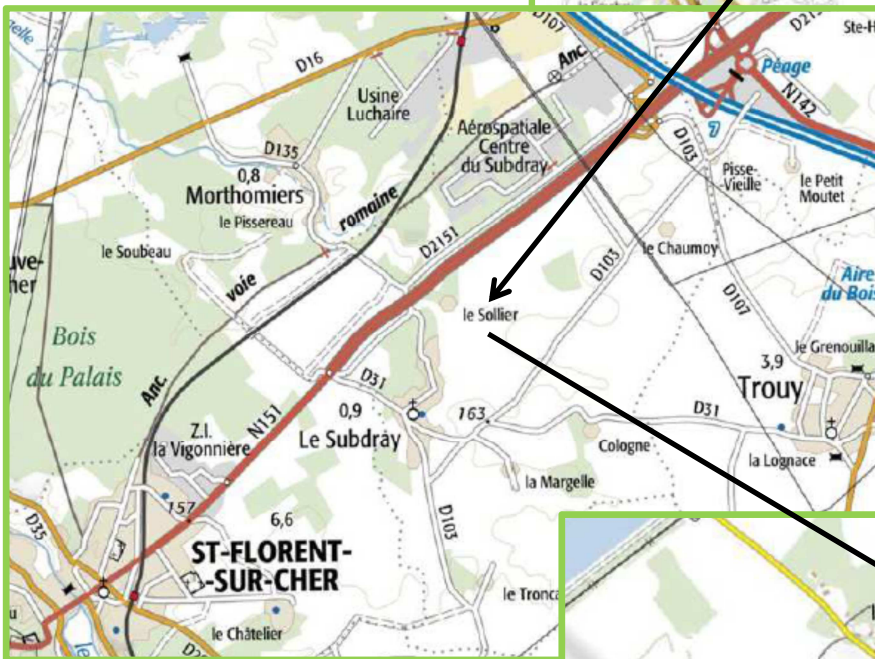 D107
D16
Anc.
Ste-H
Péage
N142
Usine
Luchaire
Aérospatiale
Centre
du Subdray
7
D103
D135
0,8
Morthomiers
le Pissereau
romaine
Pisse-
Vieille
le Petit
Moutet
le Soubeau
voie
D2151
le Chaumoy
D103
uve-
her
Aire
du Bois
le Sollier
D107
Bois
du Palais
le Grenouilla
Anc.
D31
3,9
Trouy
0,9
Le Subdray
163
D31
N151
Z.I.
la Vigonnière
Cologne
la Lognace
la Margelle
157
D35
6,6
D103
ST-FLORENT-
-SUR-CHER
le Tronca
le Châtelier